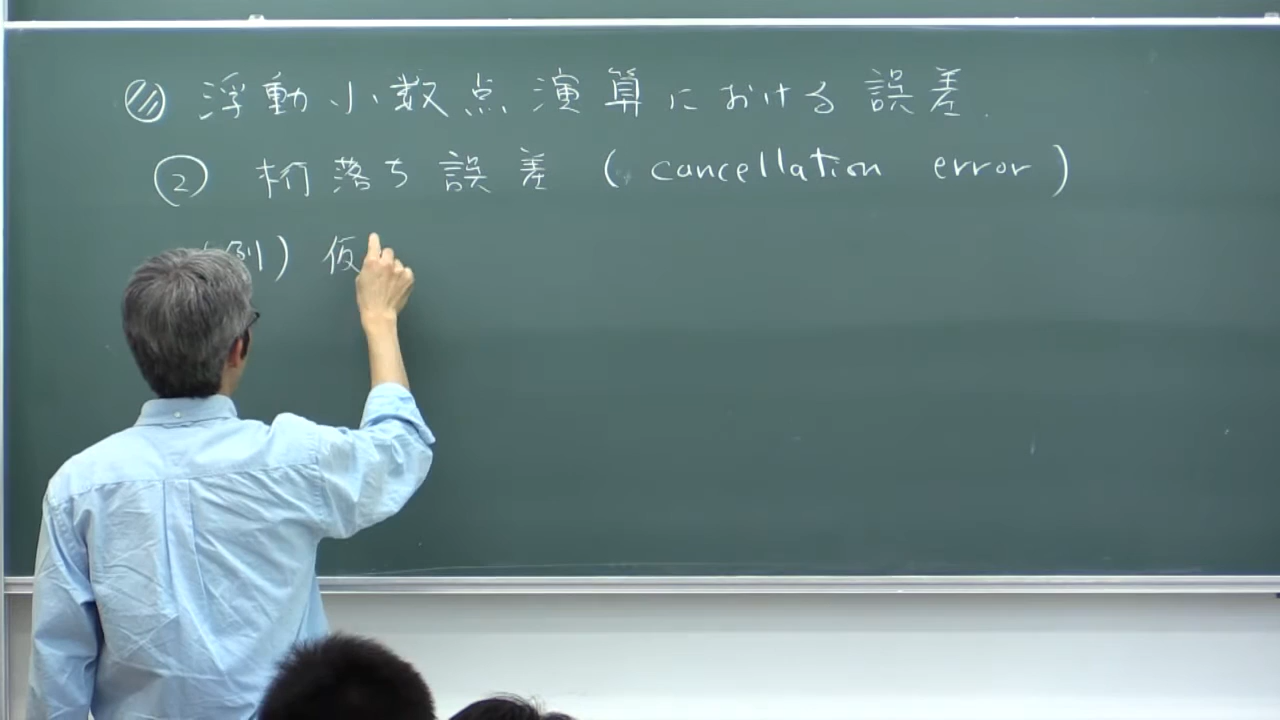 浮動小数点演算における誤差
② 桁落ち誤差 (cancellation error)
(例) 仮